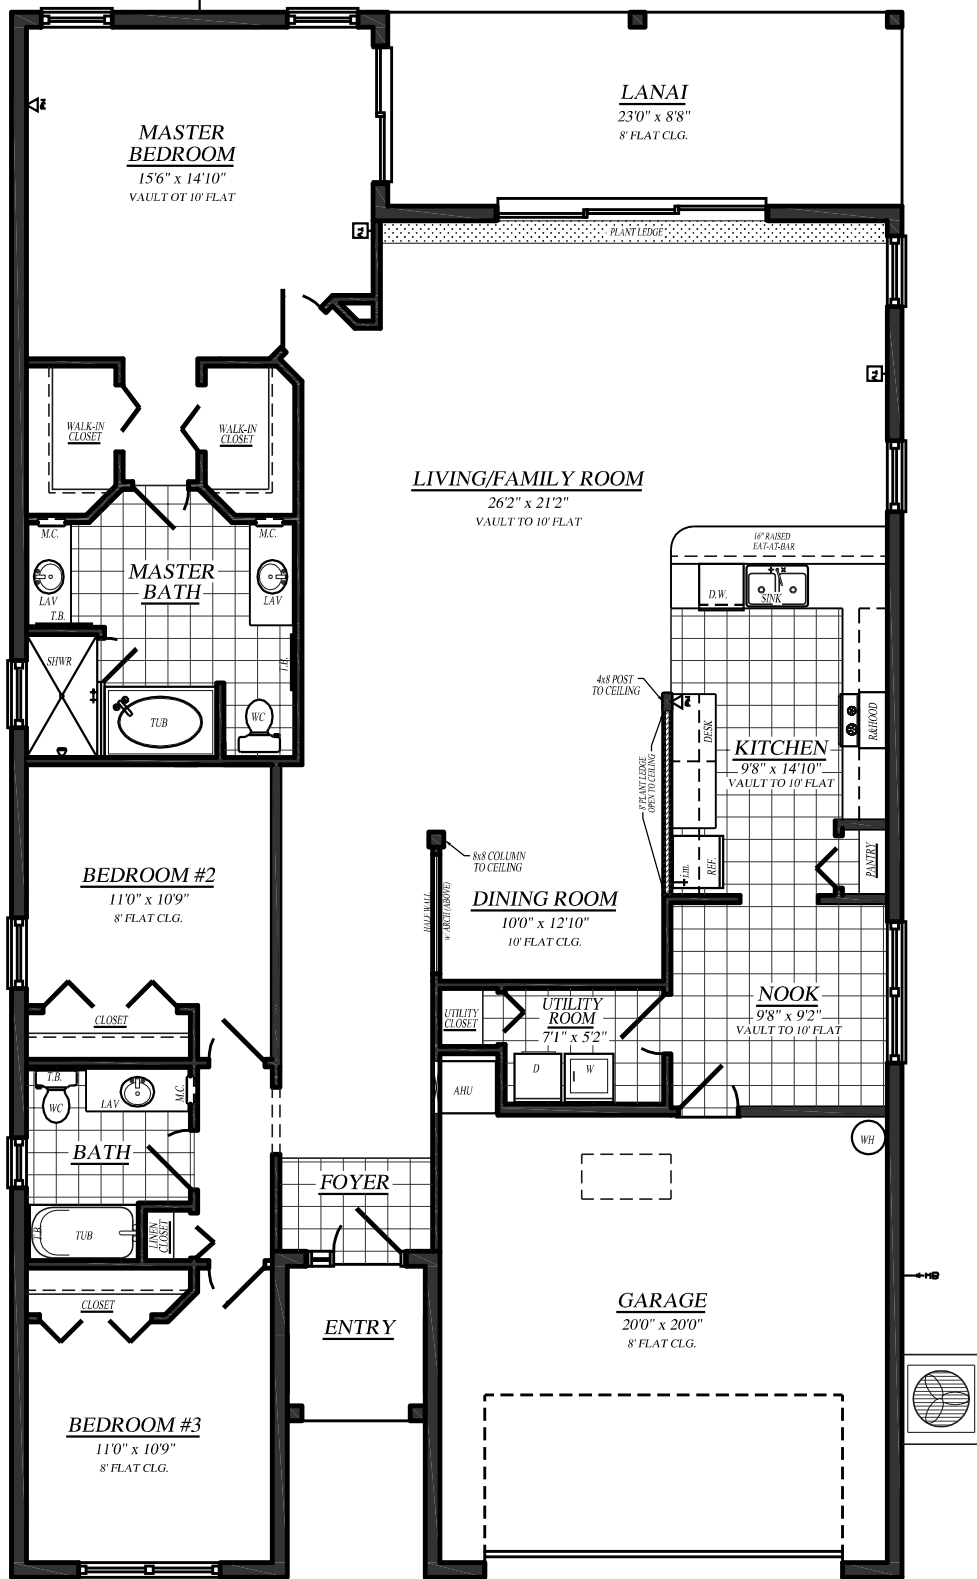 LANAI
23'0" x 8'8"
8' FLAT CLG.
MASTER
BEDROOM
15'6" x 14'10"
VAULT OT 10' FLAT
PLANT LEDGE
WALK-IN
CLOSET
WALK-IN
CLOSET
LIVING/FAMILY ROOM
26'2" x 21'2"
VAULT TO 10' FLAT
M.C.
M.C.
16" RAISED
EAT-AT-BAR
MASTER
BATH
LAV
T.B.
LAV
D.W.
SINK
SHWR
T.B.
4x8 POST
TO CEILING
TUB
WC
DESK
R&HOOD
KITCHEN
9'8" x 14'10"
VAULT TO 10' FLAT
8' PLANT LEDGE
OPEN TO CEILING
8x8 COLUMN
TO CEILING
i.m.
REF.
PANTRY
BEDROOM #2
11'0" x 10'9"
8' FLAT CLG.
HALF WALL
w/ ARCH (ABOVE)
DINING ROOM
10'0" x 12'10"
10' FLAT CLG.
NOOK
9'8" x 9'2"
VAULT TO 10' FLAT
CLOSET
UTILITY
CLOSET
UTILITY
ROOM
7'1" x 5'2"
D
W
AHU
T.B.
WC
LAV
M.C.
BATH
WH
FOYER
T.B.
TUB
LINEN
CLOSET
CLOSET
ENTRY
GARAGE
20'0" x 20'0"
8' FLAT CLG.
BEDROOM #3
11'0" x 10'9"
8' FLAT CLG.